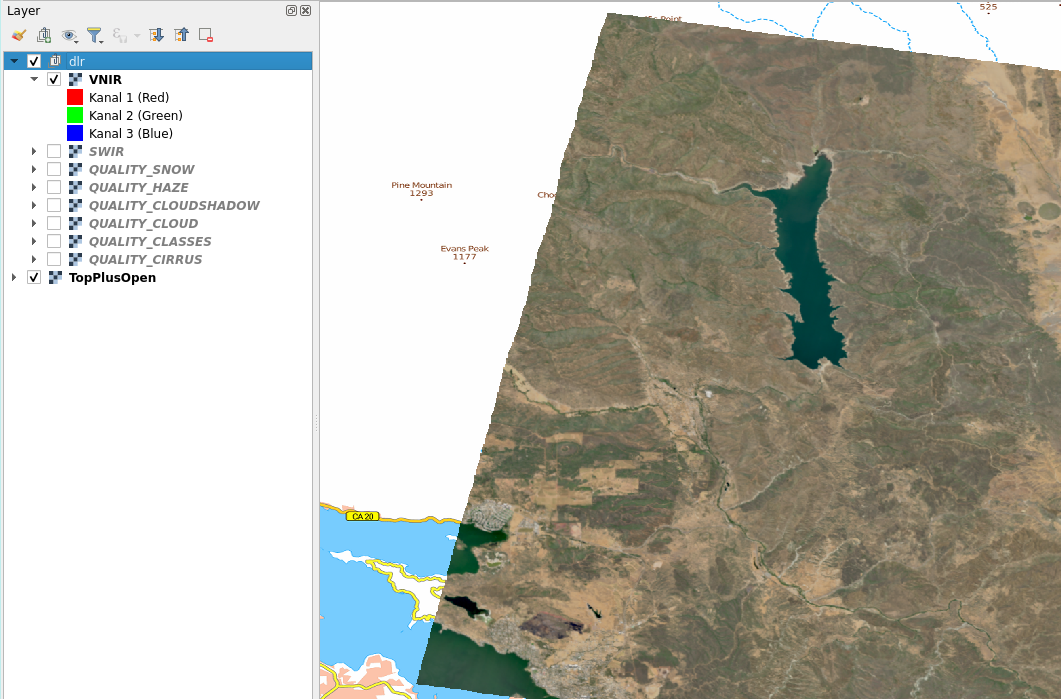 Layer
dlr
VNIR
Kanal 1 (Red)
Kanal 2 (Green)
Kanal 3 (Blue)
SWIR
QUALITY_SNOW
QUALITY_HAZE
QUALITY_CLOUDSHADOW
QUALITY_CLOUD
QUALITY_CLASSES
QUALITY_CIRRUS
TopPlusOpen
525
Point
Pine Mountain
1293
Cho
Evans Peak
1177
CA 20